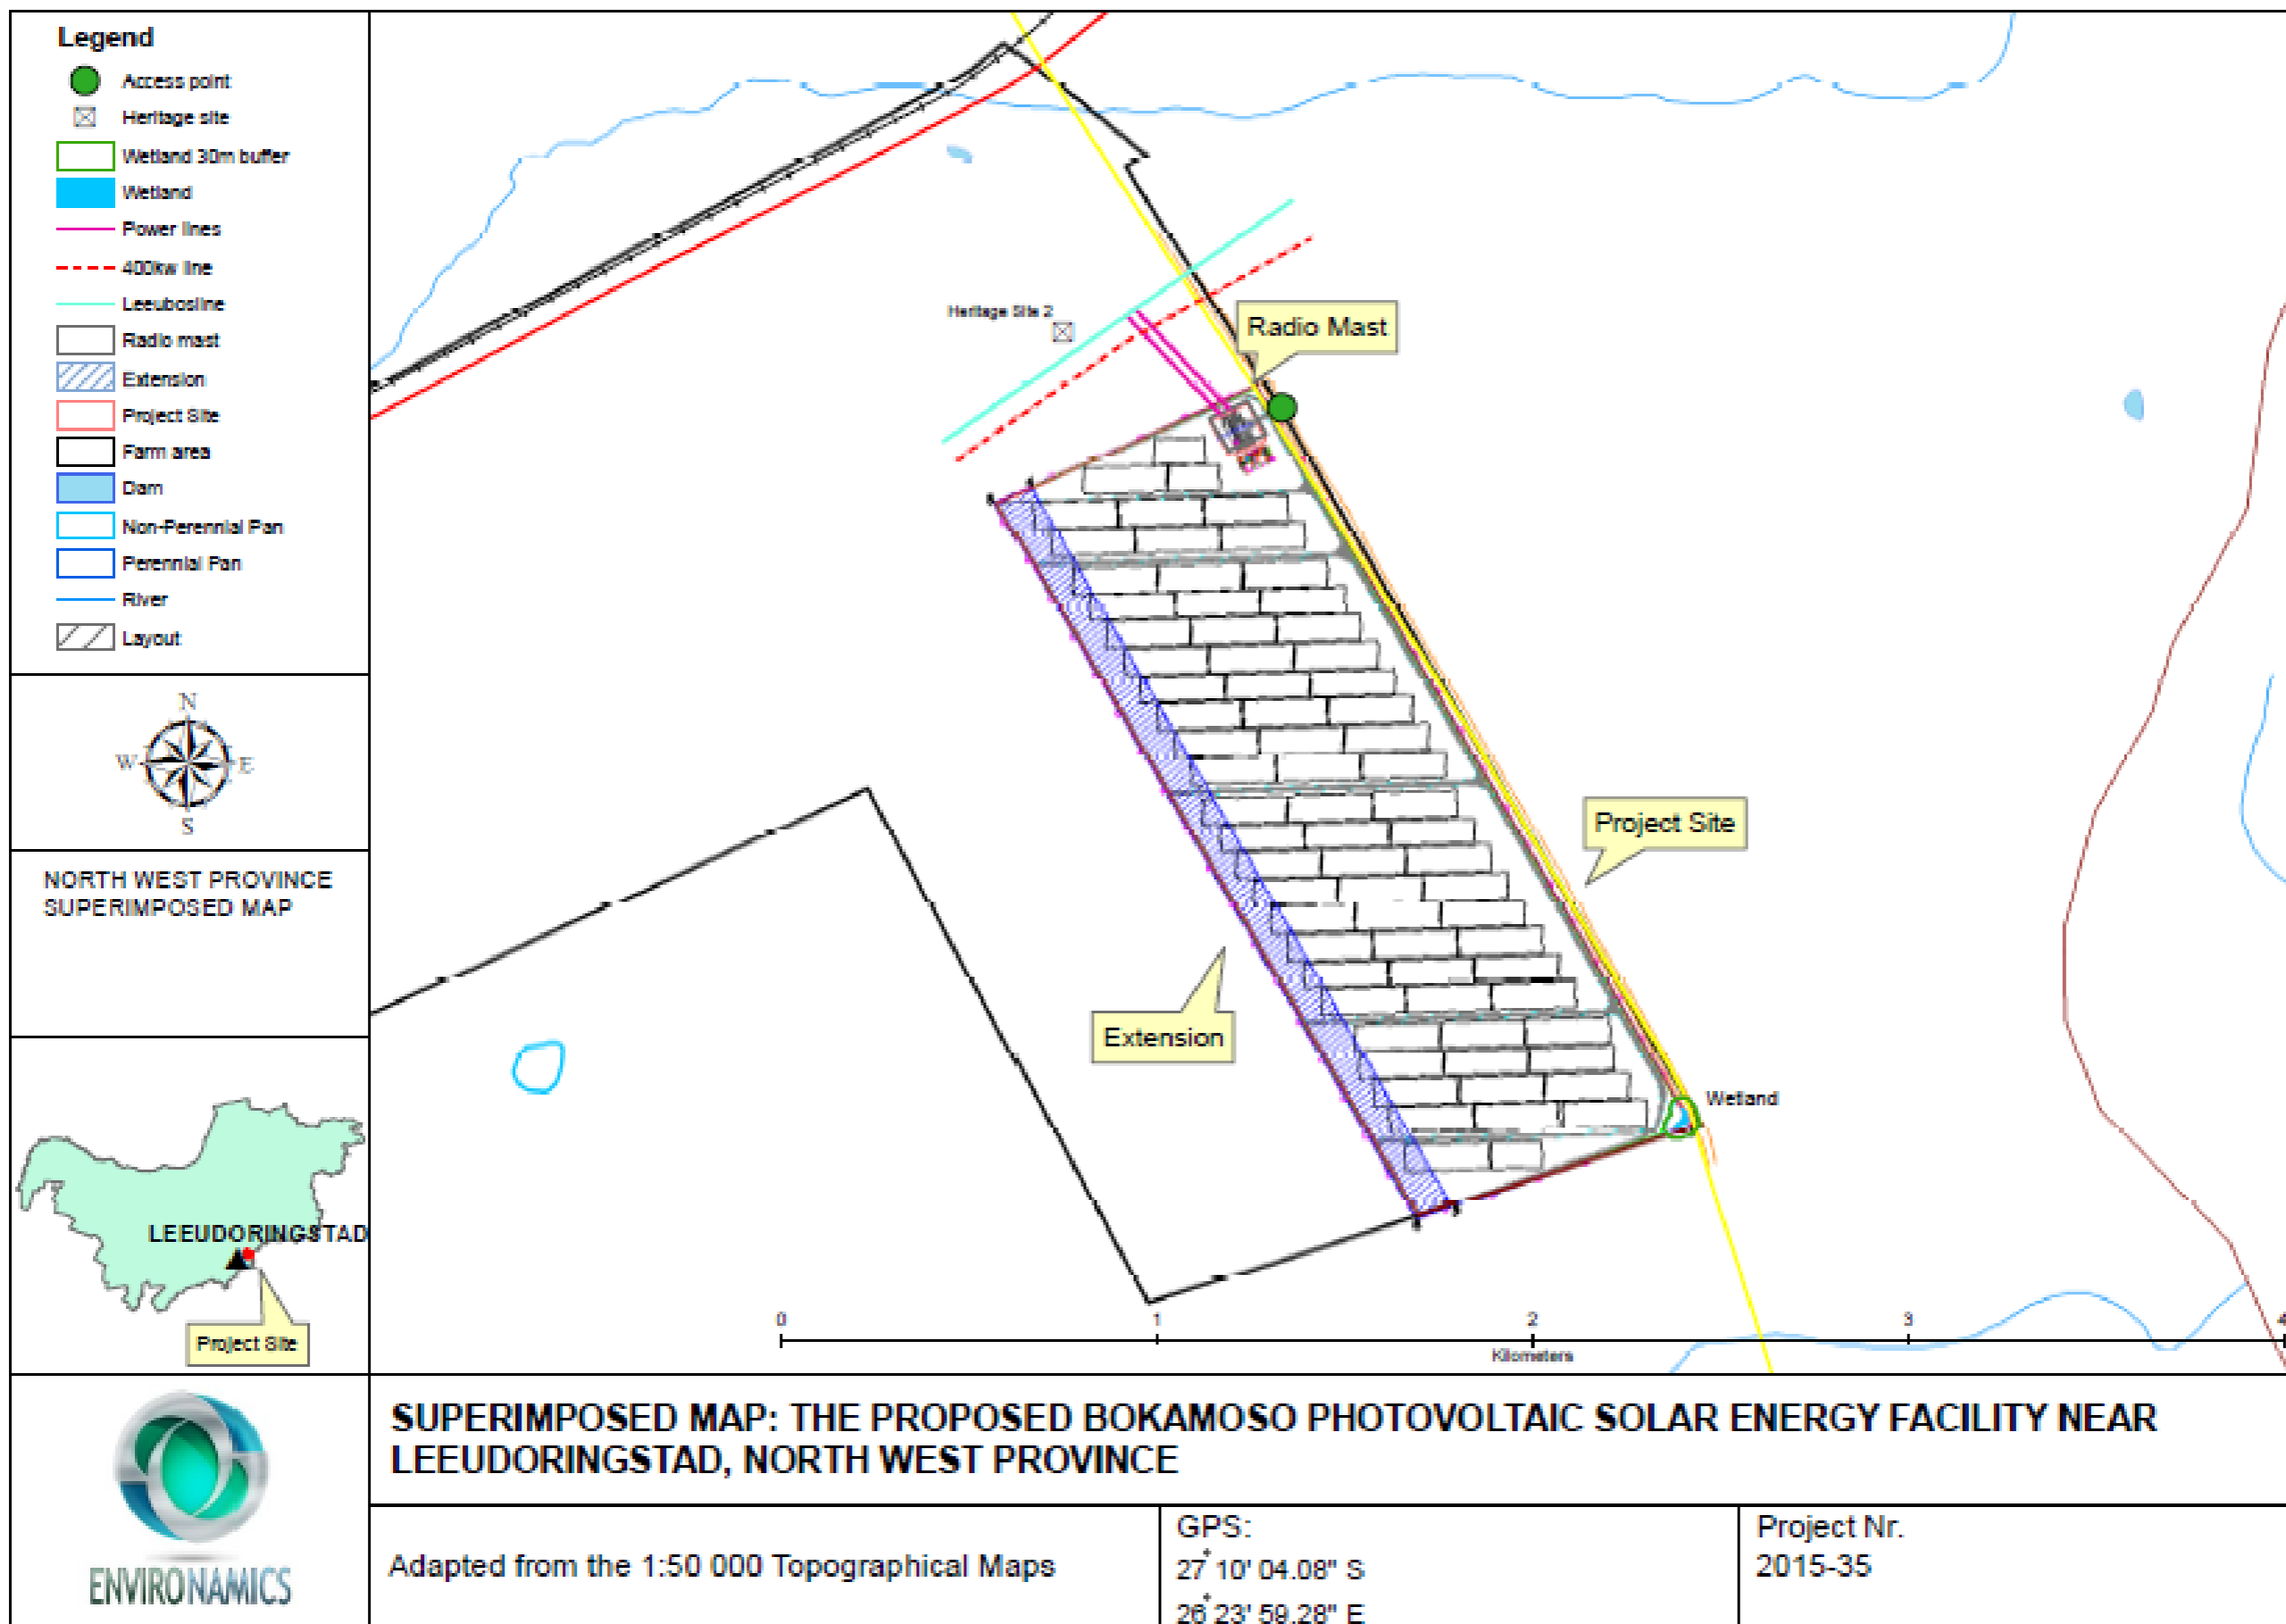 Legend
Access point
Heritage site
Wetland 30m buffer
Wetland
Power lines
400kw line
Leeubosline
Radio mast
Extension
Project Site
Farm area
Dam
Non-Perennial Pan
Perennial Pan
River
Layout
N
W
E
S
NORTH WEST PROVINCE
SUPERIMPOSED MAP
LEEUDORINGSTAD
Project Site
Heritage Site 2
Radio Mast
Project Site
Extension
Wetland
0
1
2
3
4
Kilometers
ENVIRONAMICS
SUPERIMPOSED MAP: THE PROPOSED BOKAMOSO PHOTOVOLTAIC SOLAR ENERGY FACILITY NEAR
LEEUDORINGSTAD, NORTH WEST PROVINCE
Adapted from the 1:50 000 Topographical Maps
GPS:
27° 10' 04.08" S
26° 23' 59.28" E
Project Nr.
2015-35